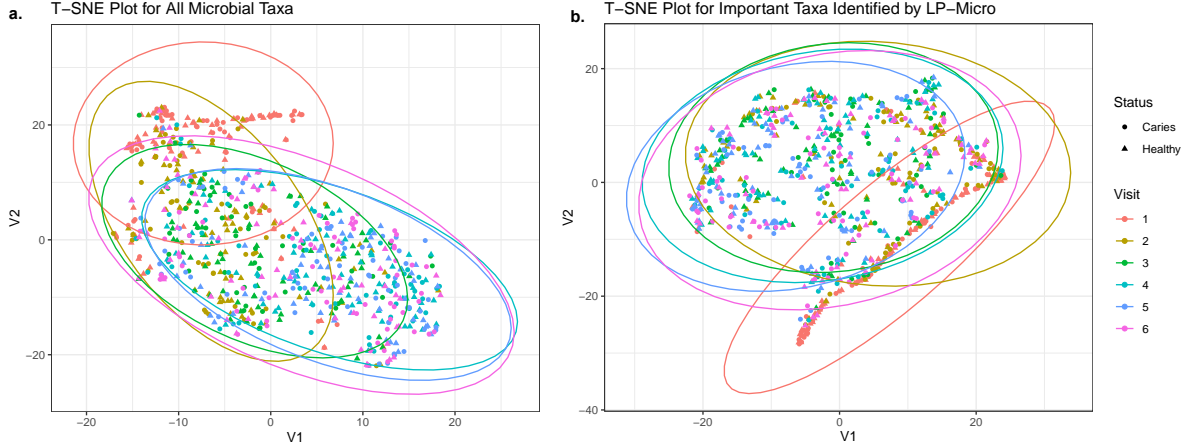 a.
T-SNE Plot for All Microbial Taxa
20
0
-20
V2
-20
-10
0
10
20
V1
b.
T-SNE Plot for Important Taxa Identified by LP-Micro
20
0
-20
-40
V2
-20
0
20
V1
Status
Caries
Healthy
Visit
1
2
3
4
5
6